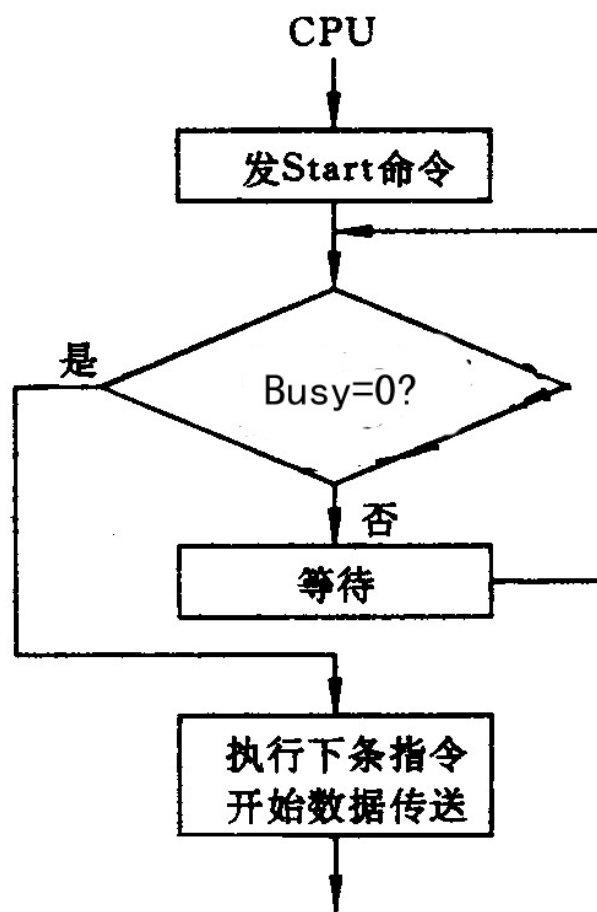 CPU
发Start命令
是
Busy=0?
否
等待
执行下条指令
开始数据传送